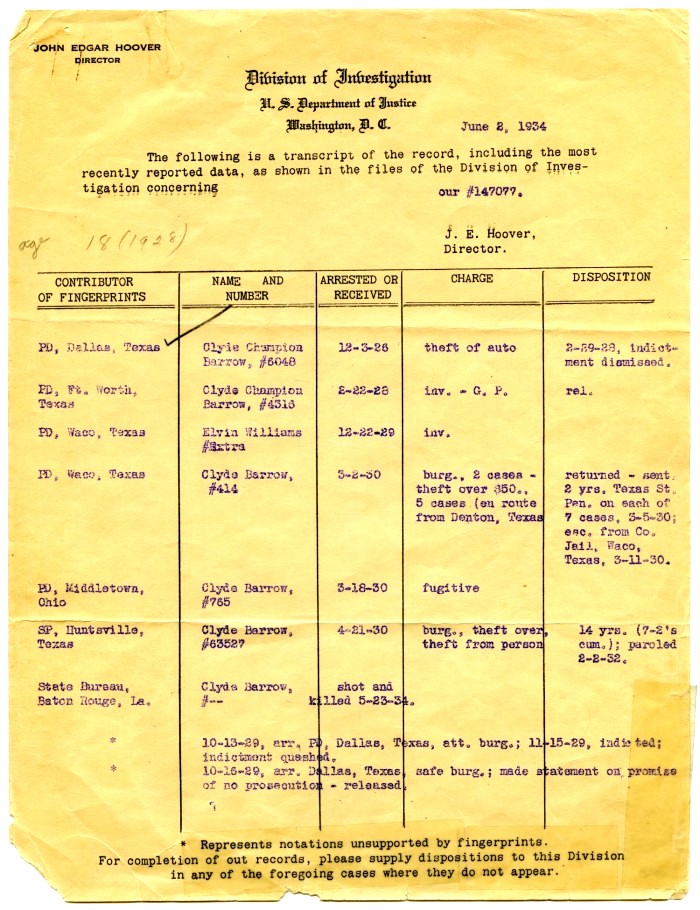 JOHN EDGAR HOOVER
DIRECTOR
Division of Investigation
U. S. Department of Justice
Washington, D. C.
June 2, 1934
The following is a transcript of the record, including the most
recently reported data, as shown in the files of the Division of Inves-
tigation concerning our #147077.
18 (1928)
J. E. Hoover,
Director.
CONTRIBUTOR OF FINGERPRINTS
NAME AND NUMBER
ARRESTED OR RECEIVED
CHARGE
DISPOSITION
PD, Dallas, Texas
Clyde Champion
Barrow, #6048
12-3-26
theft of auto
2-29-28, indict-
ment dismissed.
PD, Ft. Worth,
Texas
Clyde Champion
Barrow, #4316
2-22-28
inv. - G. P.
rel.
PD, Waco, Texas
Elvin Williams
#Extra
12-22-29
inv.
PD, Waco, Texas
Clyde Barrow,
#414
3-2-30
burg., 2 cases -
theft over $50.,
5 cases (en route
from Denton, Texas
returned - sent.
2 yrs. Texas St.
Pen. on each of
7 cases, 3-5-30;
esc. from Co.
Jail, Waco,
Texas, 3-11-30.
PD, Middletown,
Ohio
Clyde Barrow,
#765
3-18-30
fugitive
SP, Huntsville,
Texas
Clyde Barrow,
#63527
4-21-30
burg., theft over,
theft from person
14 yrs. (7-2's
cum.); paroled
2-2-32.
State Bureau,
Baton Rouge, La.
Clyde Barrow,
#--
shot and
killed 5-23-34.
* 10-13-29, arr. PD, Dallas, Texas, att. burg.; 11-15-29, indicted;
indictment quashed.
* 10-16-29, arr. Dallas, Texas, safe burg.; made statement on promise
of no prosecution - released.
* Represents notations unsupported by fingerprints.
For completion of out records, please supply dispositions to this Division
in any of the foregoing cases where they do not appear.